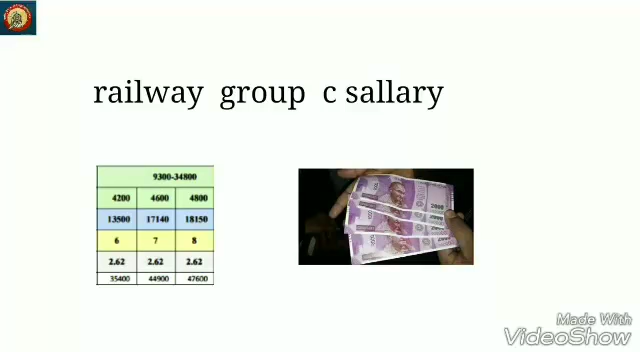 railway group c sallary
9300-34800
4200 4600 4800
13500 17140 18150
6 7 8
2.62 2.62 2.62
35400 44900 47600
2000
2000
2000
Made With
VideoShow